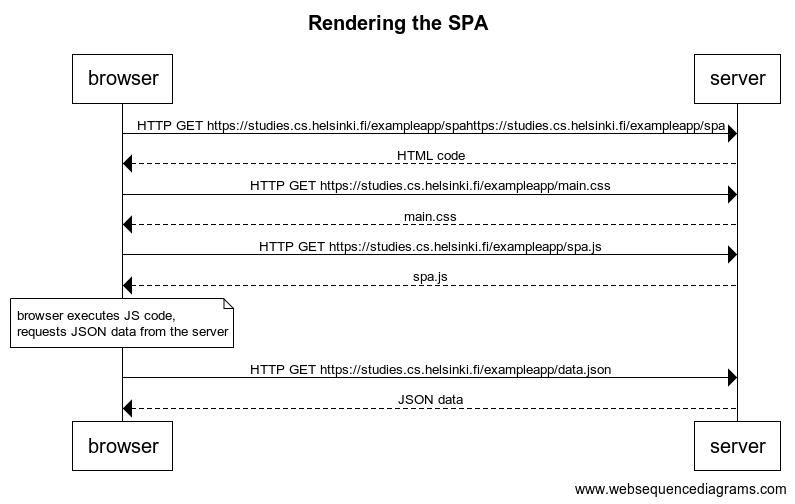 Rendering the SPA
browser
server
HTTP GET https://studies.cs.helsinki.fi/exampleapp/spahttps://studies.cs.helsinki.fi/exampleapp/spa
HTML code
HTTP GET https://studies.cs.helsinki.fi/exampleapp/main.css
main.css
HTTP GET https://studies.cs.helsinki.fi/exampleapp/spa.js
spa.js
browser executes JS code,
requests JSON data from the server
HTTP GET https://studies.cs.helsinki.fi/exampleapp/data.json
JSON data
browser
server
www.websequencediagrams.com